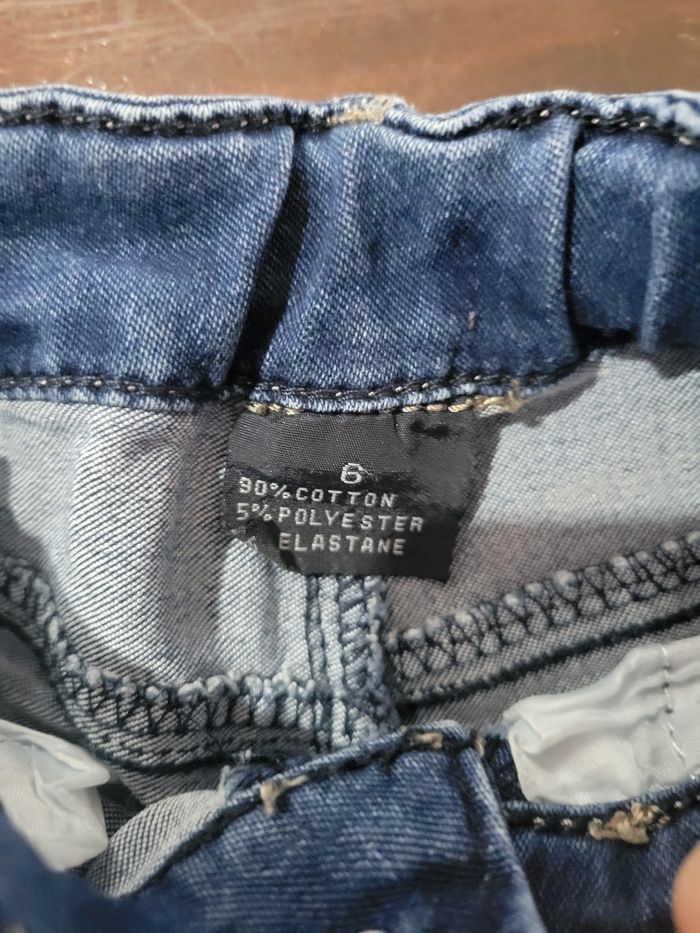 6
90%COTTON
5%POLYESTER
ELASTANE